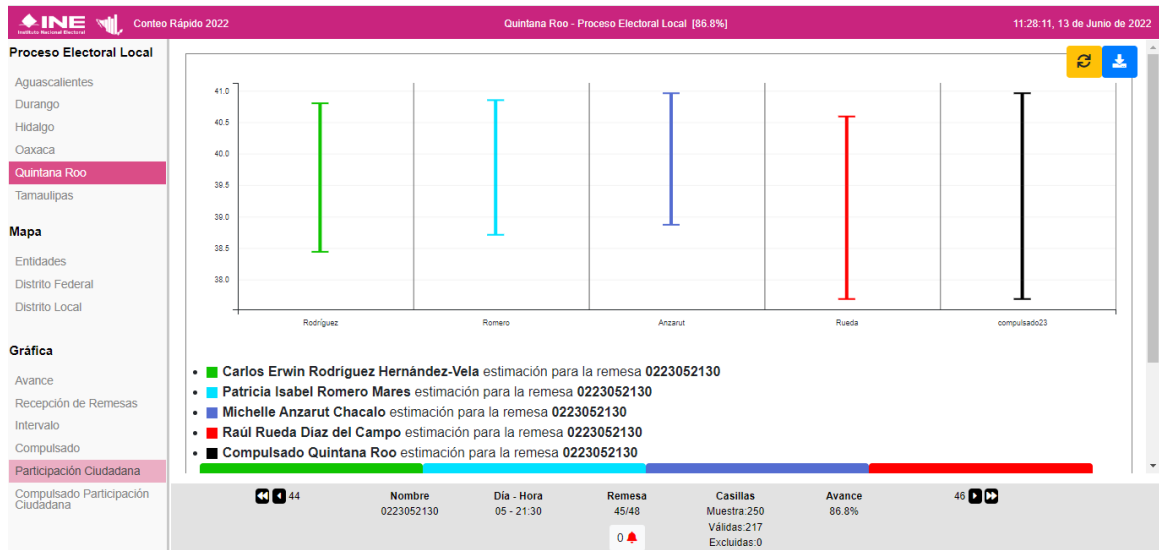 INE
Instituto Nacional Electoral
Conteo Rápido 2022
Quintana Roo - Proceso Electoral Local [86.8%]
11:28:11, 13 de Junio de 2022
Proceso Electoral Local
Aguascalientes
Durango
Hidalgo
Oaxaca
Quintana Roo
Tamaulipas
Mapa
Entidades
Distrito Federal
Distrito Local
Gráfica
Avance
Recepción de Remesas
Intervalo
Compulsado
Participación Ciudadana
Compulsado Participación
Ciudadana
41.0
40.5
40.0
39.5
39.0
38.5
38.0
Rodríguez
Romero
Anzarut
Rueda
compulsado23
Carlos Erwin Rodríguez Hernández-Vela estimación para la remesa 0223052130
Patricia Isabel Romero Mares estimación para la remesa 0223052130
Michelle Anzarut Chacalo estimación para la remesa 0223052130
Raúl Rueda Diaz del Campo estimación para la remesa 0223052130
Compulsado Quintana Roo estimación para la remesa 0223052130
44
Nombre
0223052130
Día - Hora
05 - 21:30
Remesa
45/48
0
Casillas
Muestra:250
Válidas:217
Excluidas:0
Avance
86.8%
46